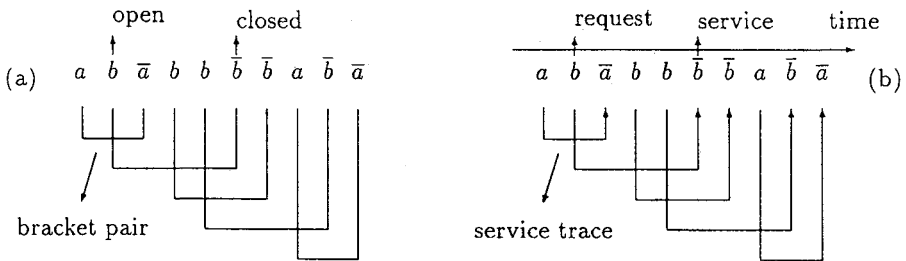 open closed
(a) a b a̅ b b b̅ b̅ a b̅ a̅
bracket pair
request service time
a b a̅ b b b̅ b̅ a b̅ a̅ (b)
service trace